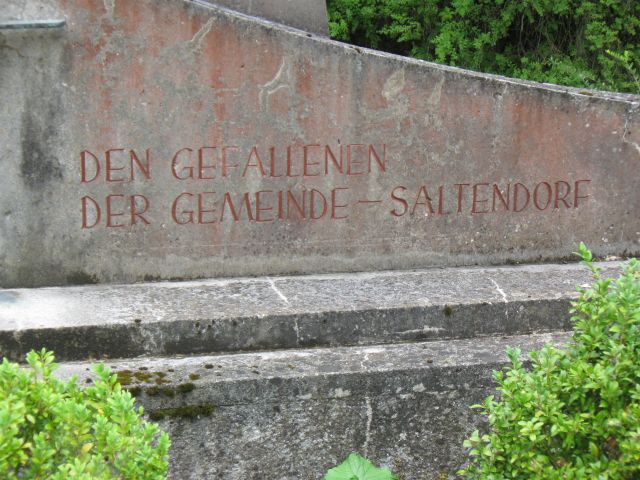 DEN GEFALLENEN
DER GEMEINDE – SALTENDORF